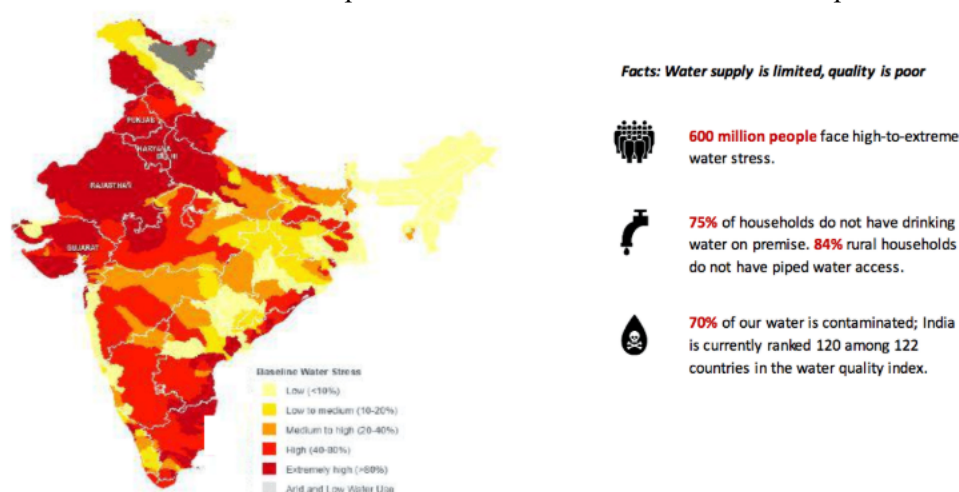 Facts: Water supply is limited, quality is poor
600 million people face high-to-extreme
water stress.
75% of households do not have drinking
water on premise. 84% rural households
do not have piped water access.
70% of our water is contaminated; India
is currently ranked 120 among 122
countries in the water quality index.
PUNJAB
HARYANA
DELHI
RAJASTHAN
GUJARAT
Baseline Water Stress
Low (<10%)
Low to medium (10-20%)
Medium to high (20-40%)
High (40-80%)
Extremely high (>80%)
Arid and Low Water Use